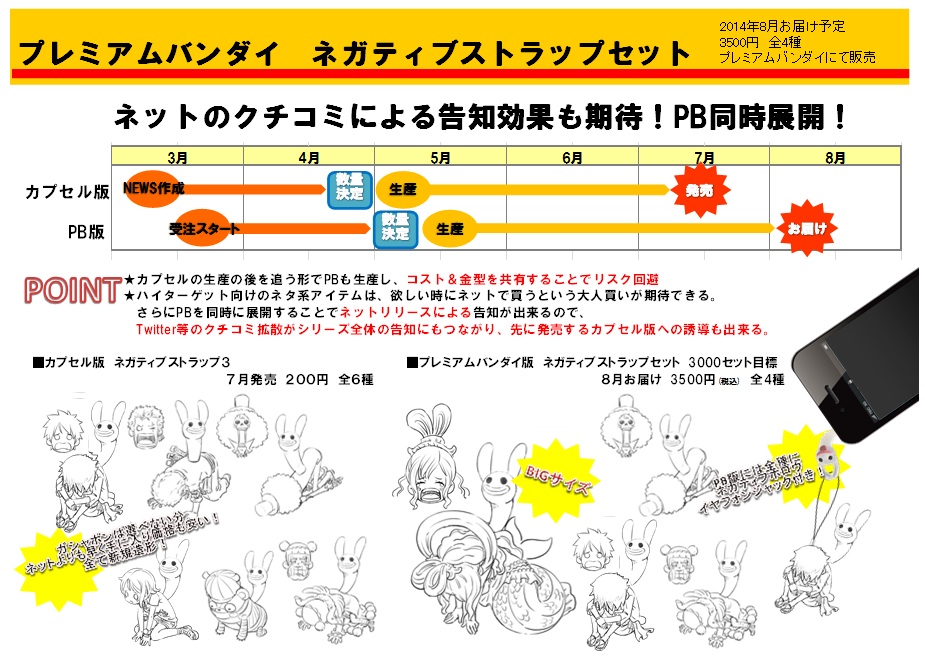 プレミアムバンダイ　ネガティブストラップセット
2014年8月お届け予定
3500円　全4種
プレミアムバンダイにて販売
ネットのクチコミによる告知効果も期待！PB同時展開！
3月 4月 5月 6月 7月 8月
カプセル版 NEWS作成 数量決定 生産 発売
PB版 受注スタート 数量決定 生産 お届け
POINT
★カプセルの生産の後を追う形でPBも生産し、コスト＆金型を共有することでリスク回避
★ハイターゲット向けのネタ系アイテムは、欲しい時にネットで買うという大人買いが期待できる。
さらにPBを同時に展開することでネットリリースによる告知が出来るので、
Twitter等のクチコミ拡散がシリーズ全体の告知にもつながり、先に発売するカプセル版への誘導も出来る。
■カプセル版　ネガティブストラップ３
７月発売　２００円　全６種
■プレミアムバンダイ版　ネガティブストラップセット　３０００セット目標
８月お届け　３５００円（税込）　全４種
ガシャポンは選べない分
ネットよりも早く手に入り価格も安い！
全て新規造形！
BIGサイズ
PB版には全種に
ネガティブホロウ
イヤフォンジャック付き！